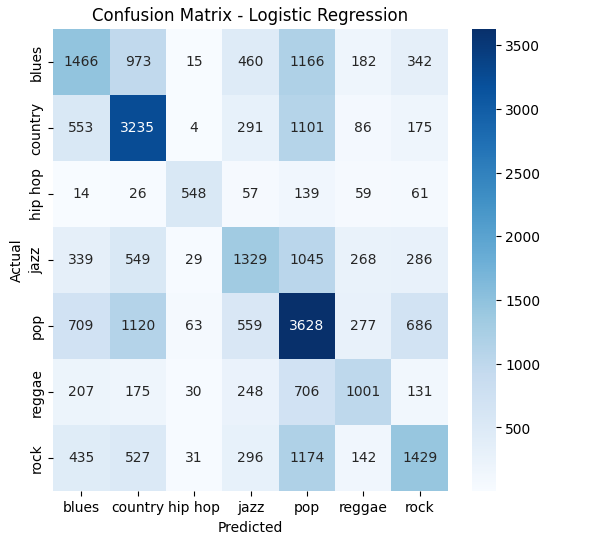 Confusion Matrix - Logistic Regression
blues 1466 973 15 460 1166 182 342
country 553 3235 4 291 1101 86 175
hip hop 14 26 548 57 139 59 61
jazz 339 549 29 1329 1045 268 286
pop 709 1120 63 559 3628 277 686
reggae 207 175 30 248 706 1001 131
rock 435 527 31 296 1174 142 1429
Actual
blues country hip hop jazz pop reggae rock
Predicted
3500
3000
2500
2000
1500
1000
500